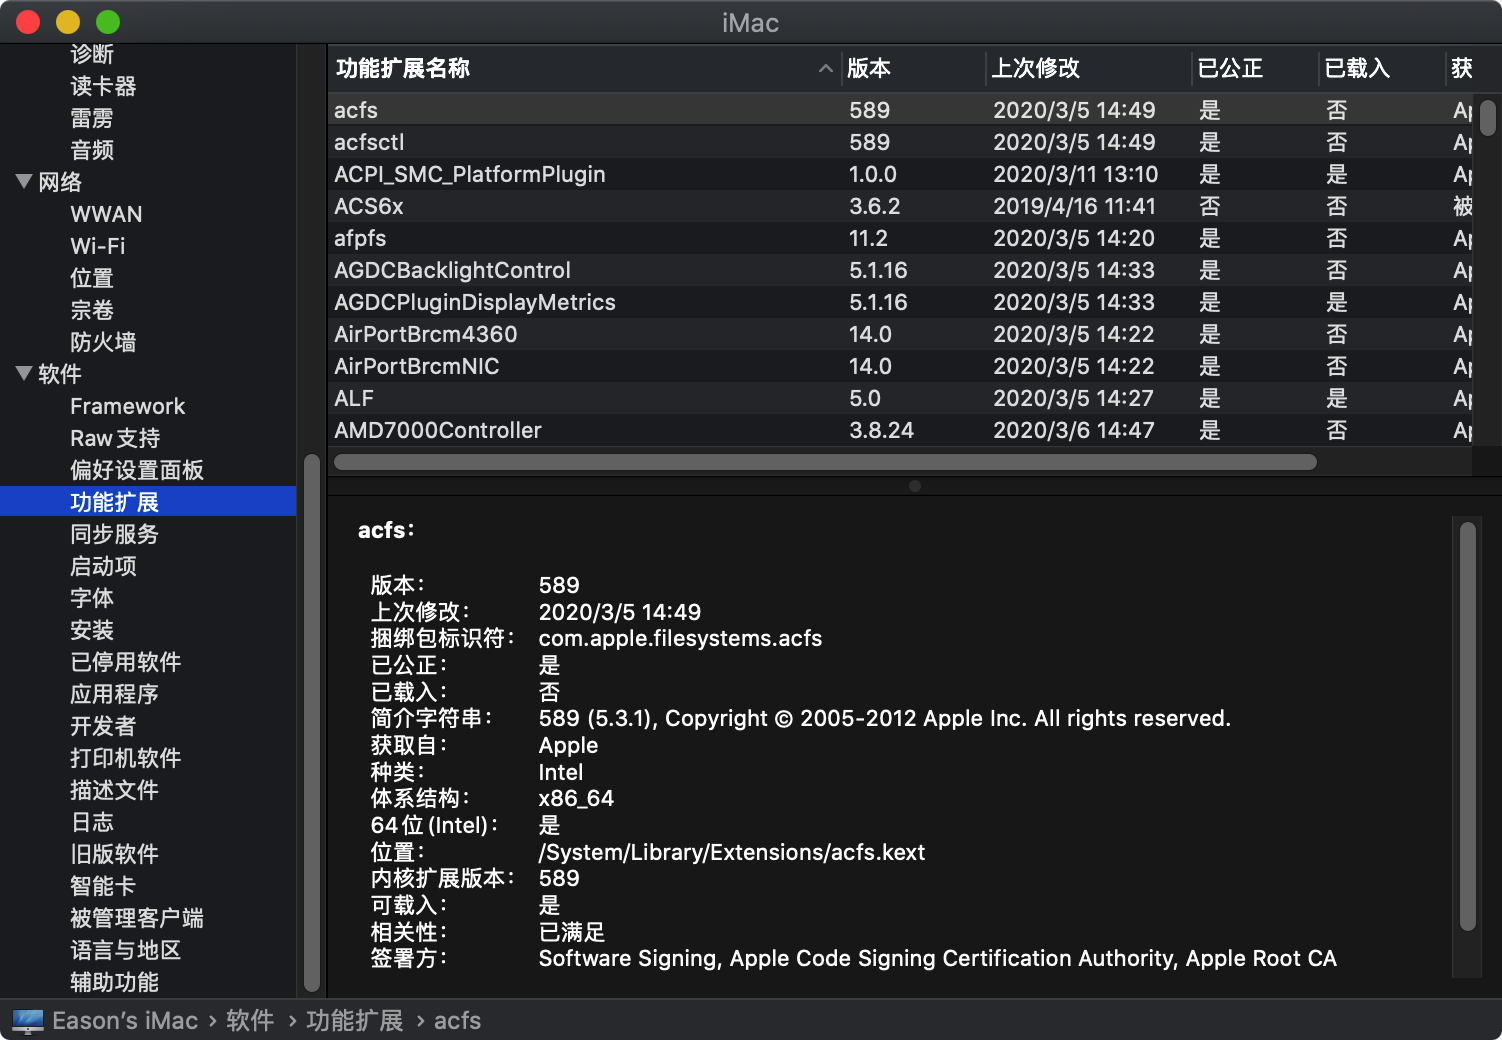 iMac
诊断
读卡器
雷雳
音频
网络
WWAN
Wi-Fi
位置
宗卷
防火墙
软件
Framework
Raw 支持
偏好设置面板
功能扩展
同步服务
启动项
字体
安装
已停用软件
应用程序
开发者
打印机软件
描述文件
日志
旧版软件
智能卡
被管理客户端
语言与地区
辅助功能
功能扩展名称 版本 上次修改 已公正 已载入 获
acfs 589 2020/3/5 14:49 是 否 Ap
acfsctl 589 2020/3/5 14:49 是 否 Ap
ACPI_SMC_PlatformPlugin 1.0.0 2020/3/11 13:10 是 是 Ap
ACS6x 3.6.2 2019/4/16 11:41 否 否 被
afpfs 11.2 2020/3/5 14:20 是 否 Ap
AGDCBacklightControl 5.1.16 2020/3/5 14:33 是 否 Ap
AGDCPluginDisplayMetrics 5.1.16 2020/3/5 14:33 是 是 Ap
AirPortBrcm4360 14.0 2020/3/5 14:22 是 否 Ap
AirPortBrcmNIC 14.0 2020/3/5 14:22 是 否 Ap
ALF 5.0 2020/3/5 14:27 是 是 Ap
AMD7000Controller 3.8.24 2020/3/6 14:47 是 否 Ap
acfs：
版本： 589
上次修改： 2020/3/5 14:49
捆绑包标识符： com.apple.filesystems.acfs
已公正： 是
已载入： 否
简介字符串： 589 (5.3.1), Copyright © 2005-2012 Apple Inc. All rights reserved.
获取自： Apple
种类： Intel
体系结构： x86_64
64位 (Intel)： 是
位置： /System/Library/Extensions/acfs.kext
内核扩展版本： 589
可载入： 是
相关性： 已满足
签署方： Software Signing, Apple Code Signing Certification Authority, Apple Root CA
Eason’s iMac › 软件 › 功能扩展 › acfs